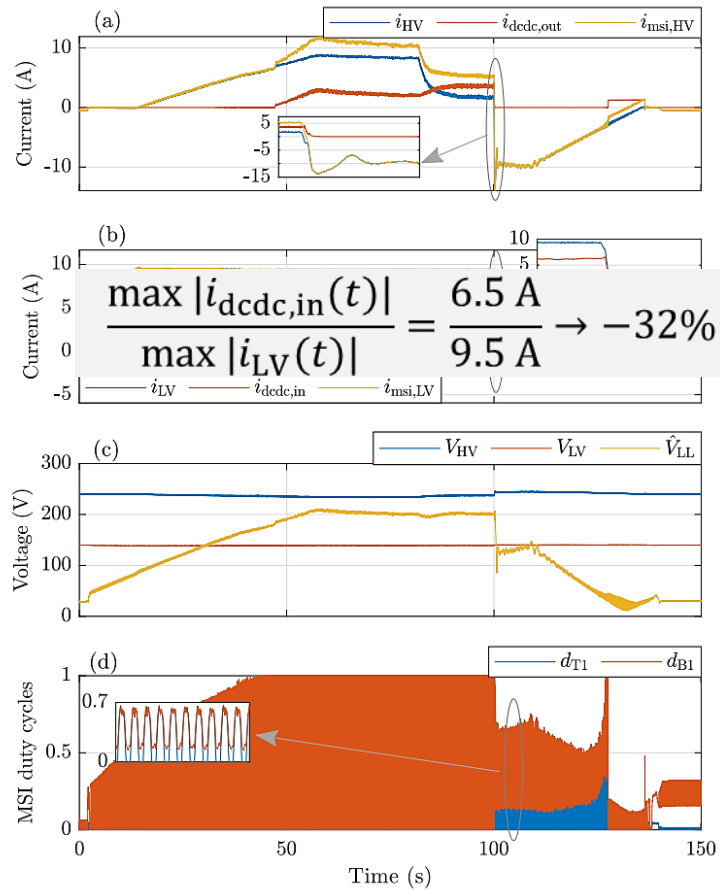 (a)
i_HV i_dcdc,out i_msi,HV
10
0
-10
Current (A)
5
-5
-15
(b)
10
5
10
5
0
-5
Current (A)
max |i_dcdc,in(t)| / max |i_LV(t)| = 6.5 A / 9.5 A → −32%
i_LV i_dcdc,in i_msi,LV
(c)
V_HV V_LV V̂_LL
300
200
100
0
Voltage (V)
(d)
d_T1 d_B1
1
0.7
0
0.5
0
MSI duty cycles
0 50 100 150
Time (s)